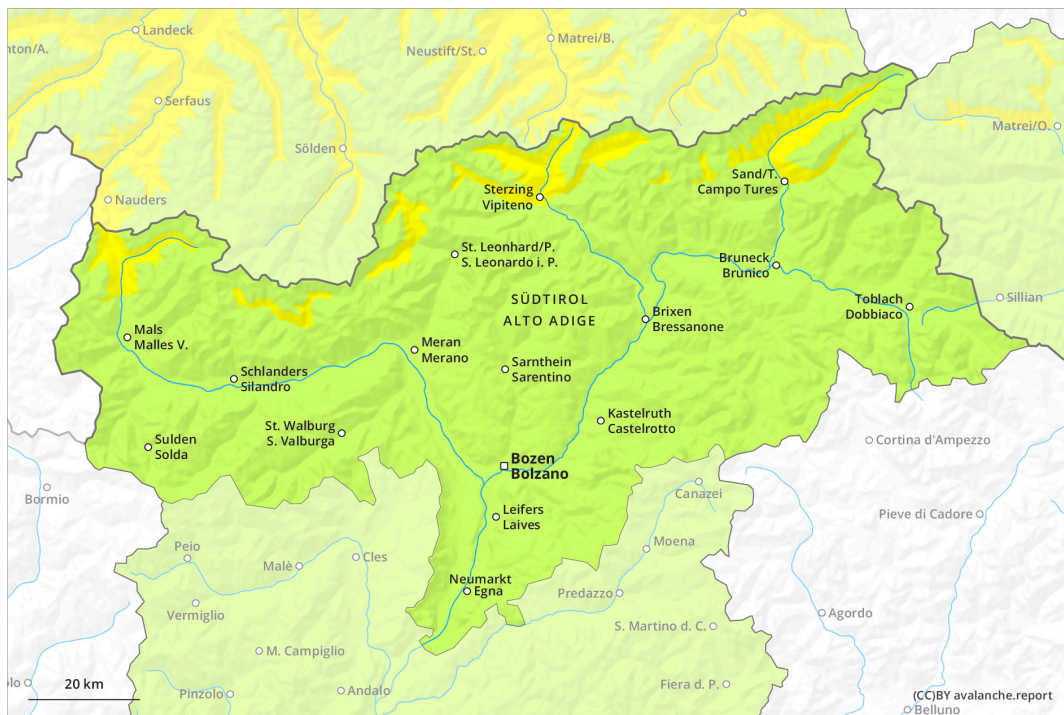 Landeck
nton/A.
Matrei/B.
Neustift/St.
Serfaus
Matrei/O.
Sölden
Sand/T.
Campo Tures
Sterzing
Vipiteno
Nauders
St. Leonhard/P.
S. Leonardo i. P.
Bruneck
Brunico
SÜDTIROL
ALTO ADIGE
Toblach
Dobbiaco
Sillian
Brixen
Bressanone
Mals
Malles V.
Meran
Merano
Sarnthein
Sarentino
Schlanders
Silandro
Kastelruth
Castelrotto
St. Walburg
S. Valburga
Sulden
Solda
Cortina d'Ampezzo
Bozen
Bolzano
Bormio
Canazei
Leifers
Laives
Pieve di Cadore
Moena
Peio
Cles
Malè
Neumarkt
Egna
Predazzo
Vermiglio
Agordo
S. Martino d. C.
M. Campiglio
olo
20 km
Pinzolo
Andalo
Fiera d. P.
(CC)BY avalanche.report
Belluno